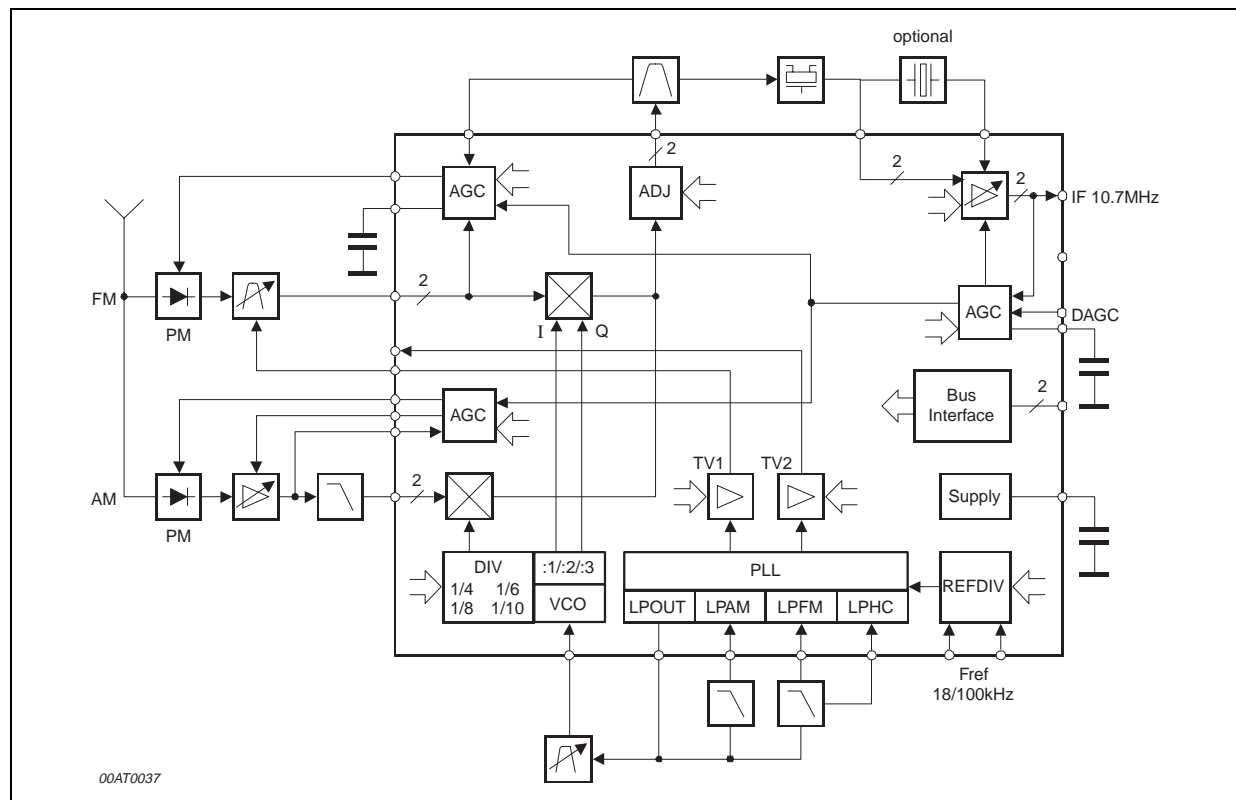 optional
2
AGC
ADJ
2
2
IF 10.7MHz
FM
PM
2
I
Q
AGC
DAGC
Bus
Interface
2
AGC
AM
PM
2
TV1
TV2
Supply
DIV
1/4 1/6
1/8 1/10
:1/:2/:3
VCO
PLL
LPOUT
LPAM
LPFM
LPHC
REFDIV
Fref
18/100kHz
00AT0037